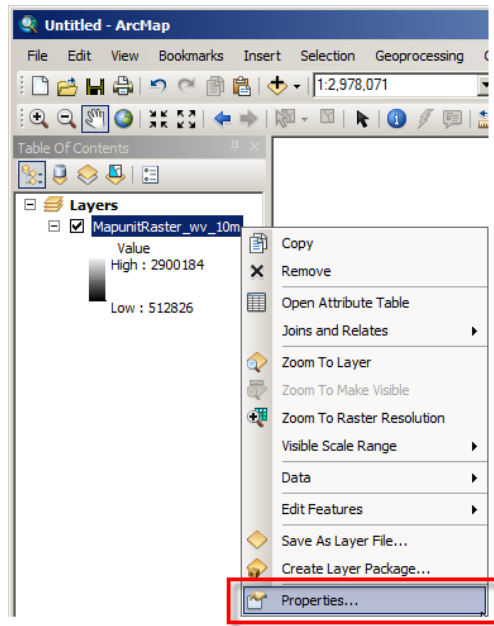 Untitled - ArcMap
File Edit View Bookmarks Insert Selection Geoprocessing
1:2,978,071
Table Of Contents
Layers
MapunitRaster_wv_10m
Value
High : 2900184
Low : 512826
Copy
Remove
Open Attribute Table
Joins and Relates
Zoom To Layer
Zoom To Make Visible
Zoom To Raster Resolution
Visible Scale Range
Data
Edit Features
Save As Layer File...
Create Layer Package...
Properties...